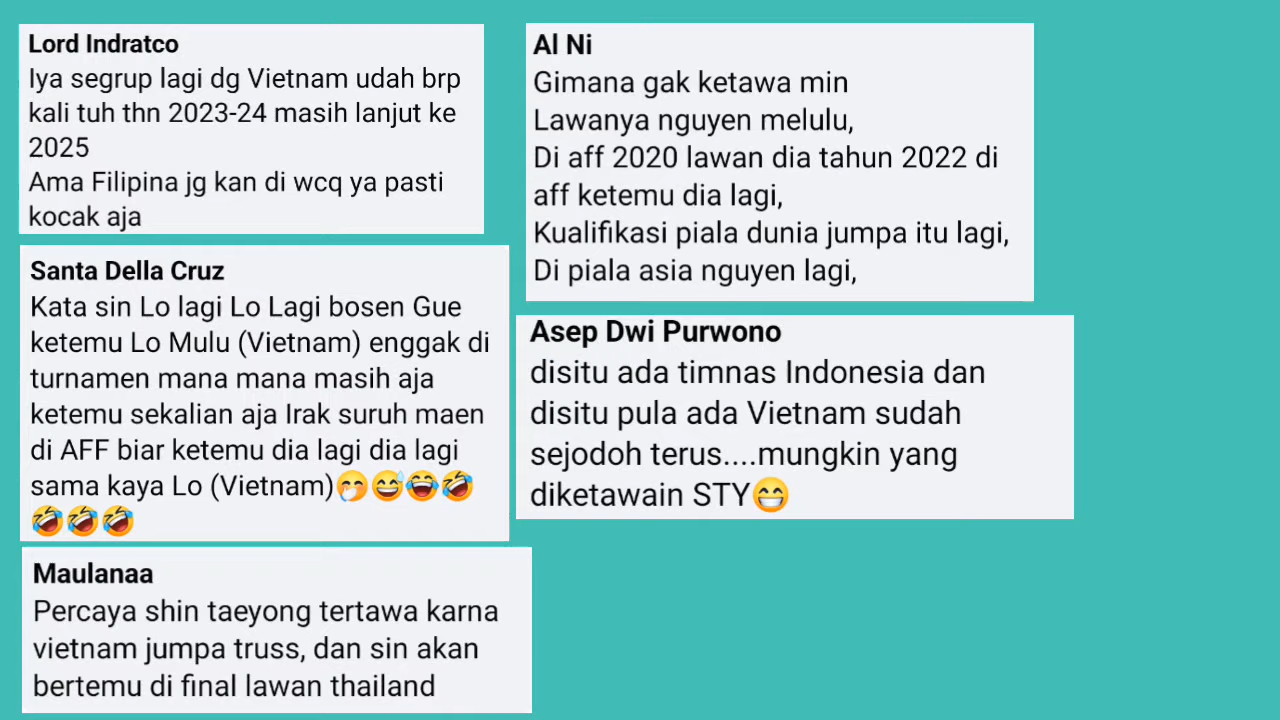 Lord Indratco
Iya segrup lagi dg Vietnam udah brp
kali tuh thn 2023-24 masih lanjut ke
2025
Ama Filipina jg kan di wcq ya pasti
kocak aja
Santa Della Cruz
Kata sin Lo lagi Lo Lagi bosen Gue
ketemu Lo Mulu (Vietnam) enggak di
turnamen mana mana masih aja
ketemu sekalian aja Irak suruh maen
di AFF biar ketemu dia lagi dia lagi
sama kaya Lo (Vietnam)🤭😅😂🤣
🤣🤣🤣
Maulanaa
Percaya shin taeyong tertawa karna
vietnam jumpa truss, dan sin akan
bertemu di final lawan thailand
Al Ni
Gimana gak ketawa min
Lawanya nguyen melulu,
Di aff 2020 lawan dia tahun 2022 di
aff ketemu dia lagi,
Kualifikasi piala dunia jumpa itu lagi,
Di piala asia nguyen lagi,
Asep Dwi Purwono
disitu ada timnas Indonesia dan
disitu pula ada Vietnam sudah
sejodoh terus....mungkin yang
diketawain STY😁